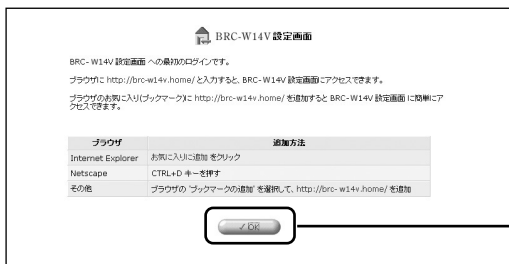 BRC-W14V 設定画面
BRC- W14V 設定画面 への最初のログインです。
ブラウザに http://brc-w14v.home/ と入力すると、BRC- W14V 設定画面にアクセスできます。
ブラウザのお気に入り(ブックマーク)に http://brc-w14v.home/ を追加すると BRC- W14V 設定画面 に簡単にア
クセスできます。
ブラウザ 追加方法
Internet Explorer お気に入りに追加 をクリック
Netscape CTRL+D キーを押す
その他 ブラウザの 'ブックマークの追加' を選択して、http://brc- w14v.home/ を追加
✓ OK